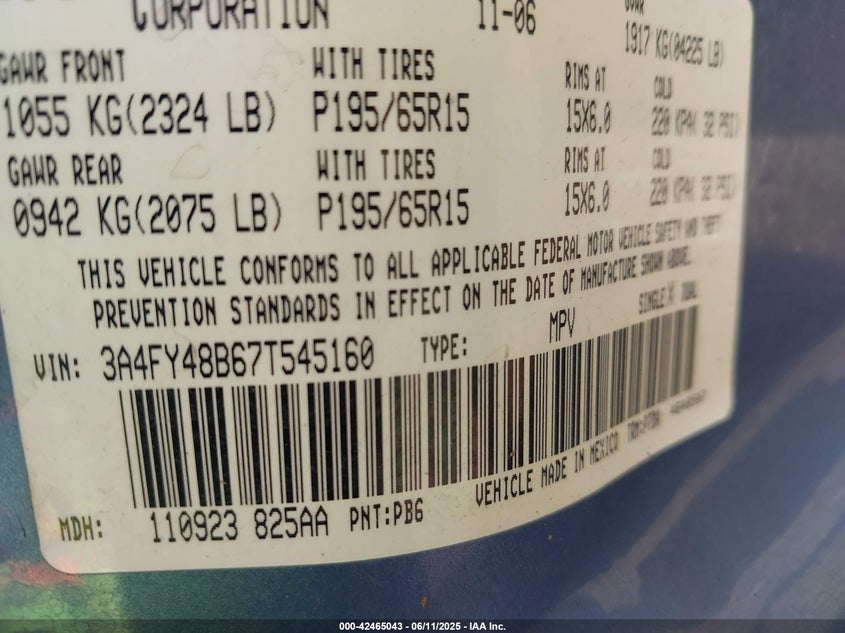 CORPORATION 11-06 GVWR
1917 KG(04225 LB)
GAWR FRONT WITH TIRES RIMS AT COLD
1055 KG(2324 LB) P195/65R15 15X6.0 220 KPA( 32 PSI)
GAWR REAR WITH TIRES RIMS AT COLD
0942 KG(2075 LB) P195/65R15 15X6.0 220 KPA( 32 PSI)
THIS VEHICLE CONFORMS TO ALL APPLICABLE FEDERAL MOTOR VEHICLE SAFETY AND THEFT
PREVENTION STANDARDS IN EFFECT ON THE DATE OF MANUFACTURE SHOWN ABOVE.
VIN: 3A4FY48B67T545160 TYPE: MPV SINGLE X DUAL
MDH: 110923 825AA PNT:PB6 VEHICLE MADE IN MEXICO
000-42465043 - 06/11/2025 - IAA Inc.